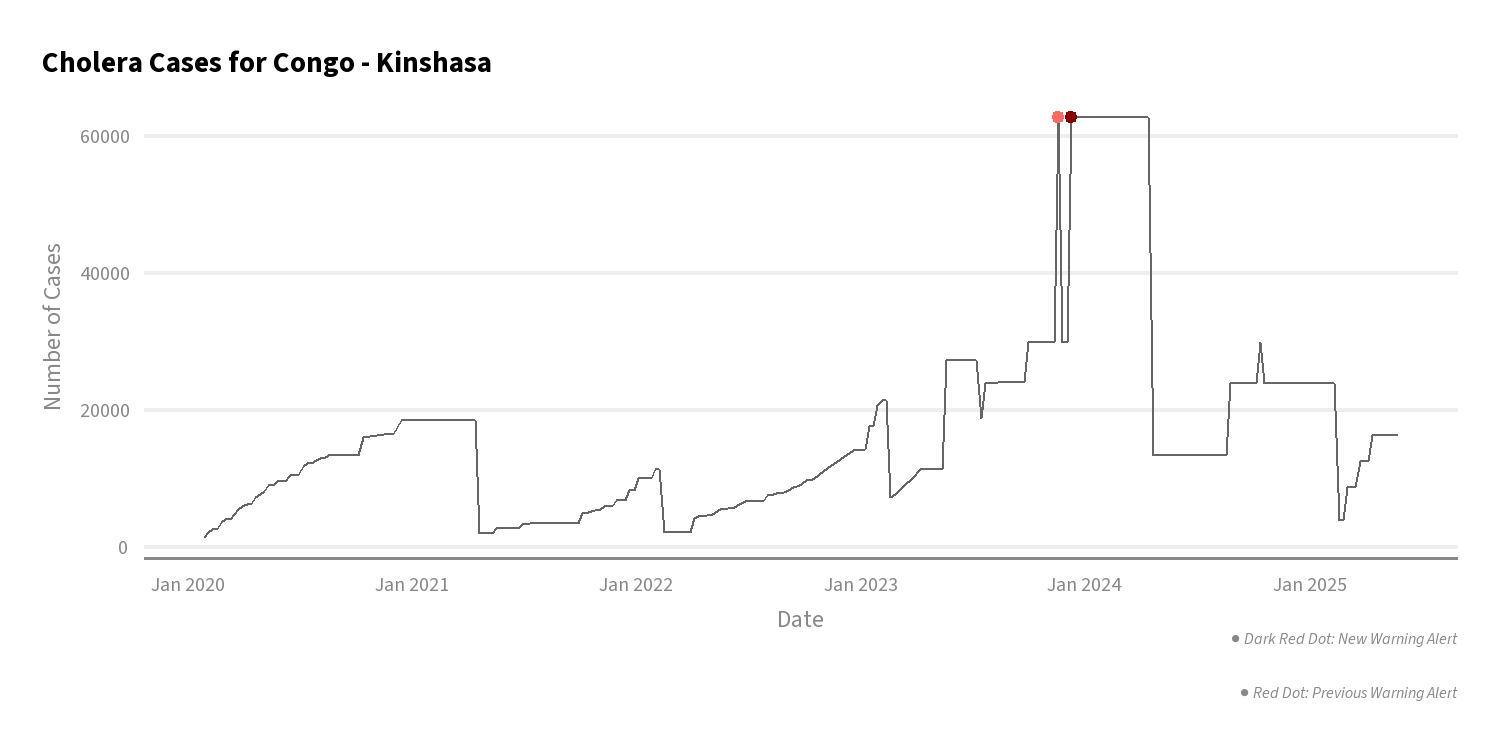 Cholera Cases for Congo - Kinshasa
60000
40000
20000
0
Number of Cases
Jan 2020
Jan 2021
Jan 2022
Jan 2023
Jan 2024
Jan 2025
Date
● Dark Red Dot: New Warning Alert
● Red Dot: Previous Warning Alert